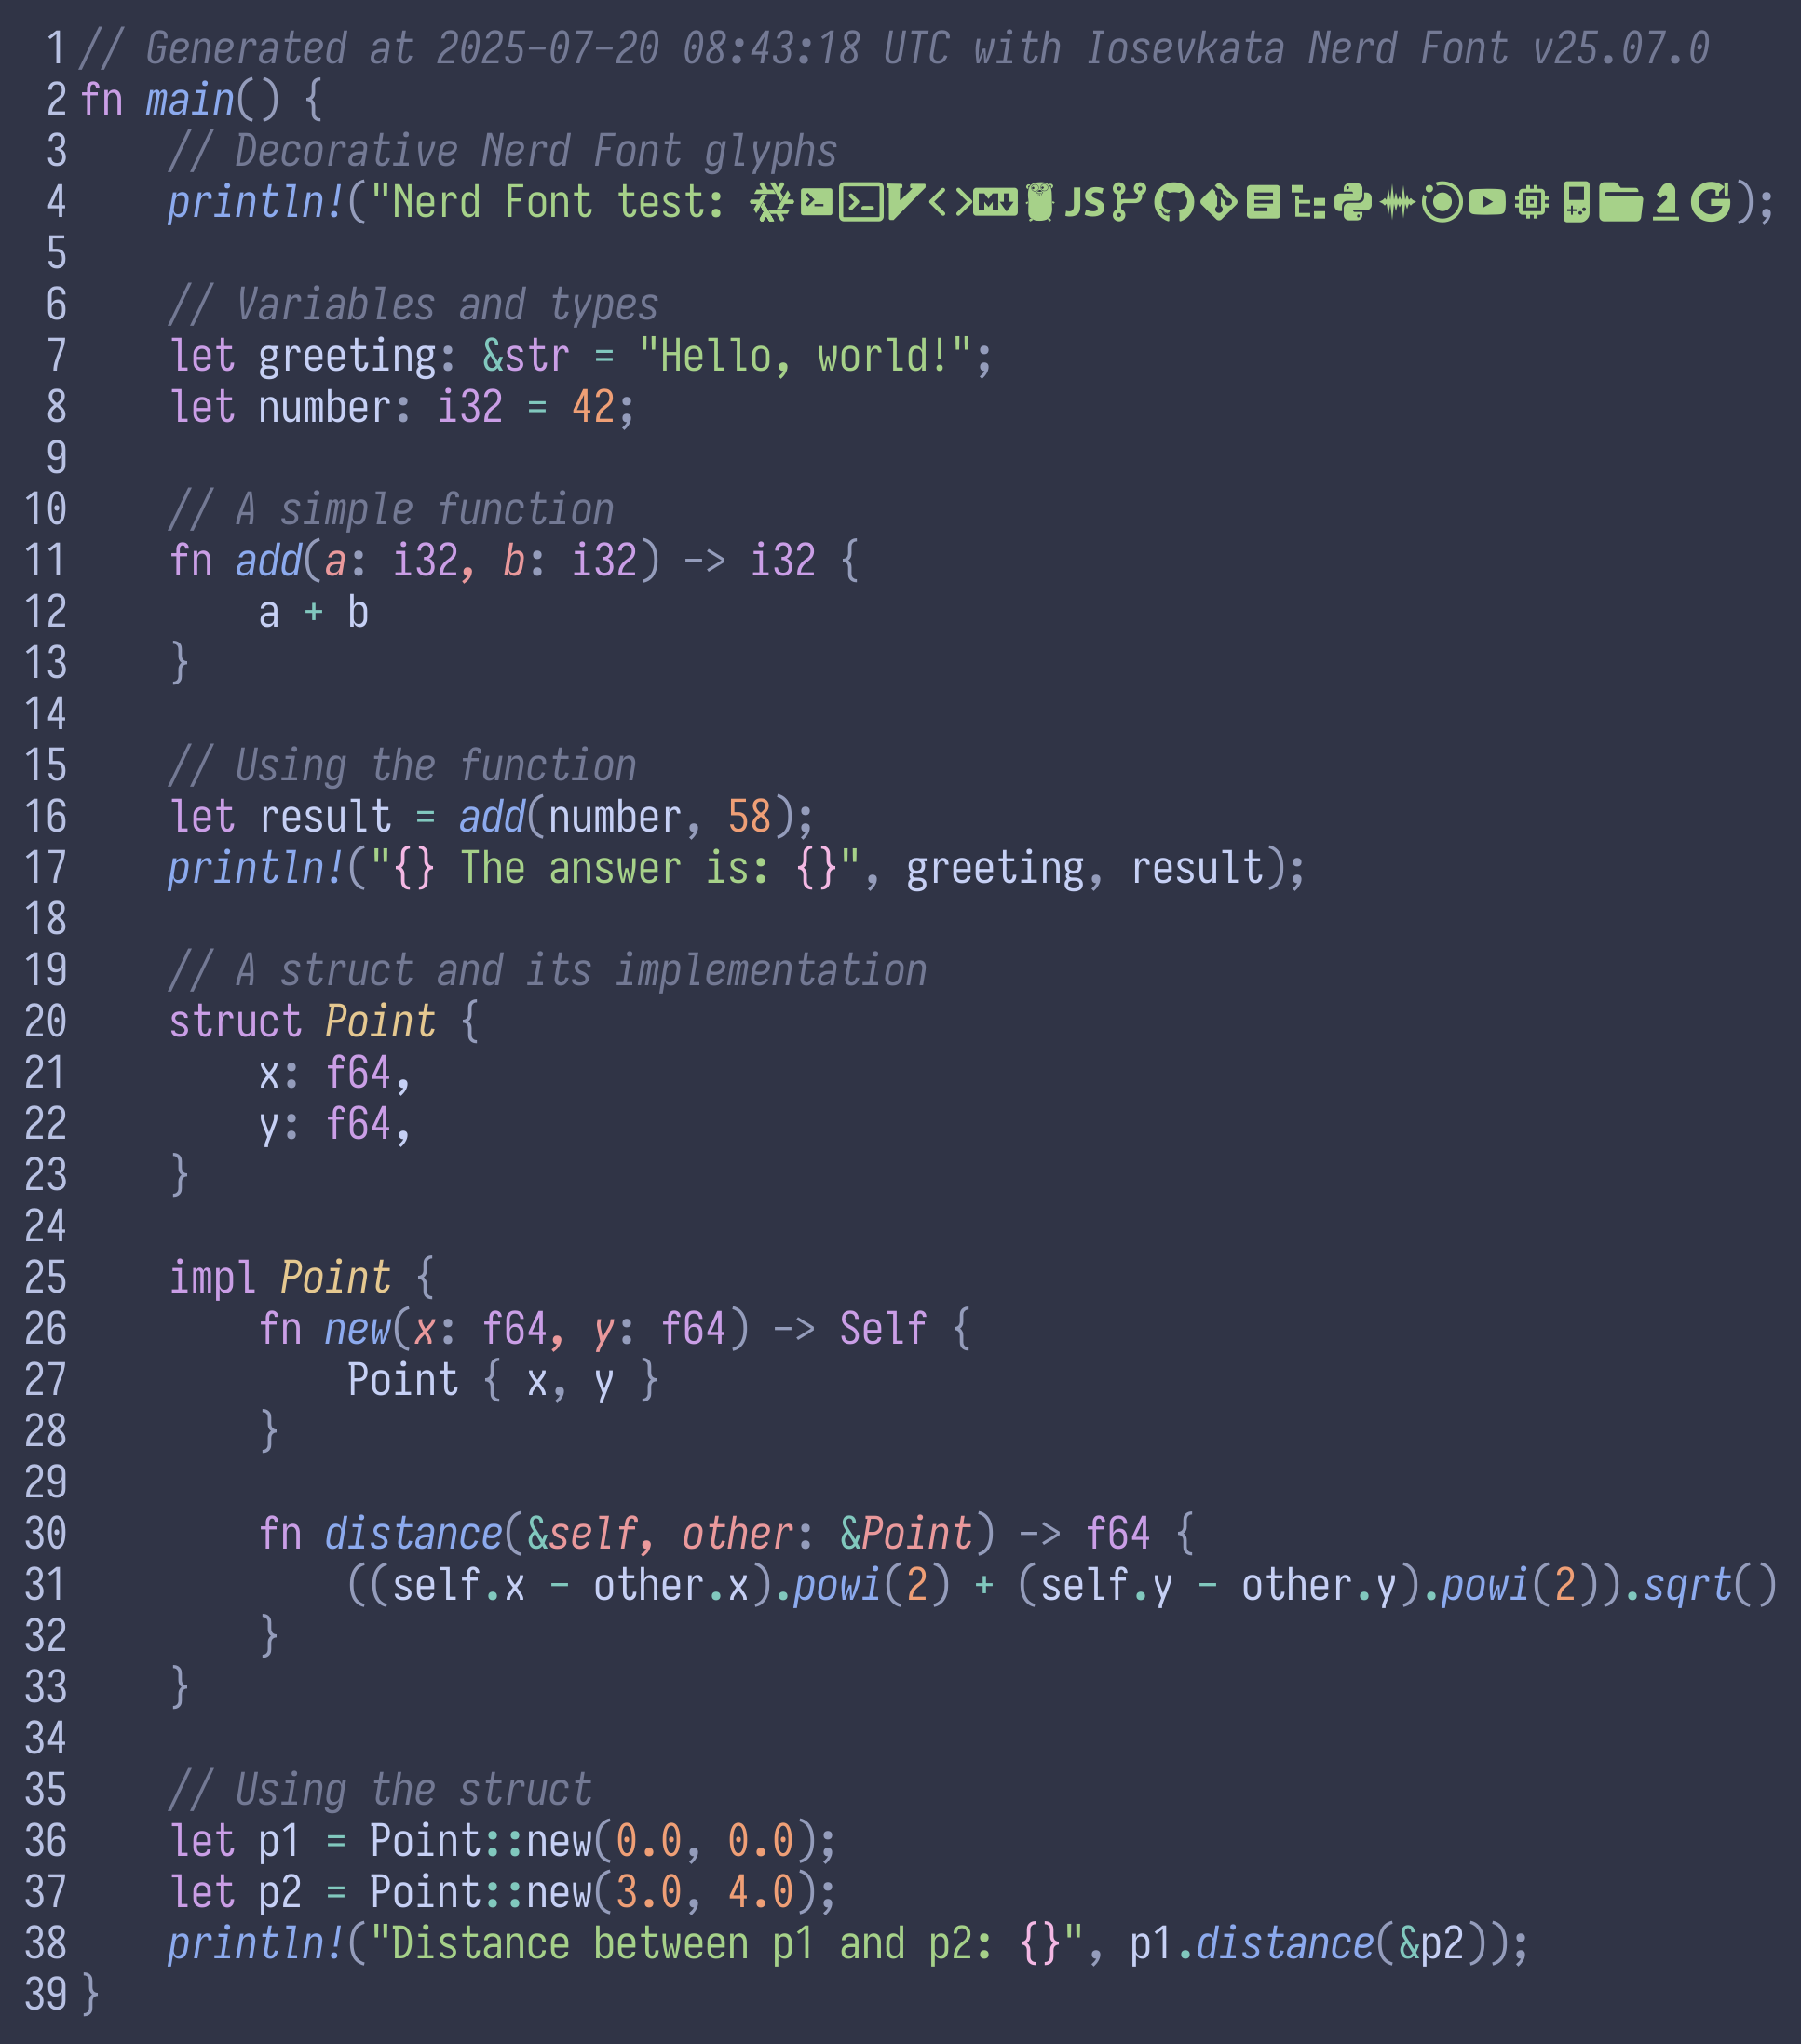 1 // Generated at 2025-07-20 08:43:18 UTC with Iosevkata Nerd Font v25.07.0
2 fn main() {
3     // Decorative Nerd Font glyphs
4     println!("Nerd Font test: JS);
5
6     // Variables and types
7     let greeting: &str = "Hello, world!";
8     let number: i32 = 42;
9
10     // A simple function
11     fn add(a: i32, b: i32) -> i32 {
12         a + b
13     }
14
15     // Using the function
16     let result = add(number, 58);
17     println!("{} The answer is: {}", greeting, result);
18
19     // A struct and its implementation
20     struct Point {
21         x: f64,
22         y: f64,
23     }
24
25     impl Point {
26         fn new(x: f64, y: f64) -> Self {
27             Point { x, y }
28         }
29
30         fn distance(&self, other: &Point) -> f64 {
31             ((self.x - other.x).powi(2) + (self.y - other.y).powi(2)).sqrt()
32         }
33     }
34
35     // Using the struct
36     let p1 = Point::new(0.0, 0.0);
37     let p2 = Point::new(3.0, 4.0);
38     println!("Distance between p1 and p2: {}", p1.distance(&p2));
39 }